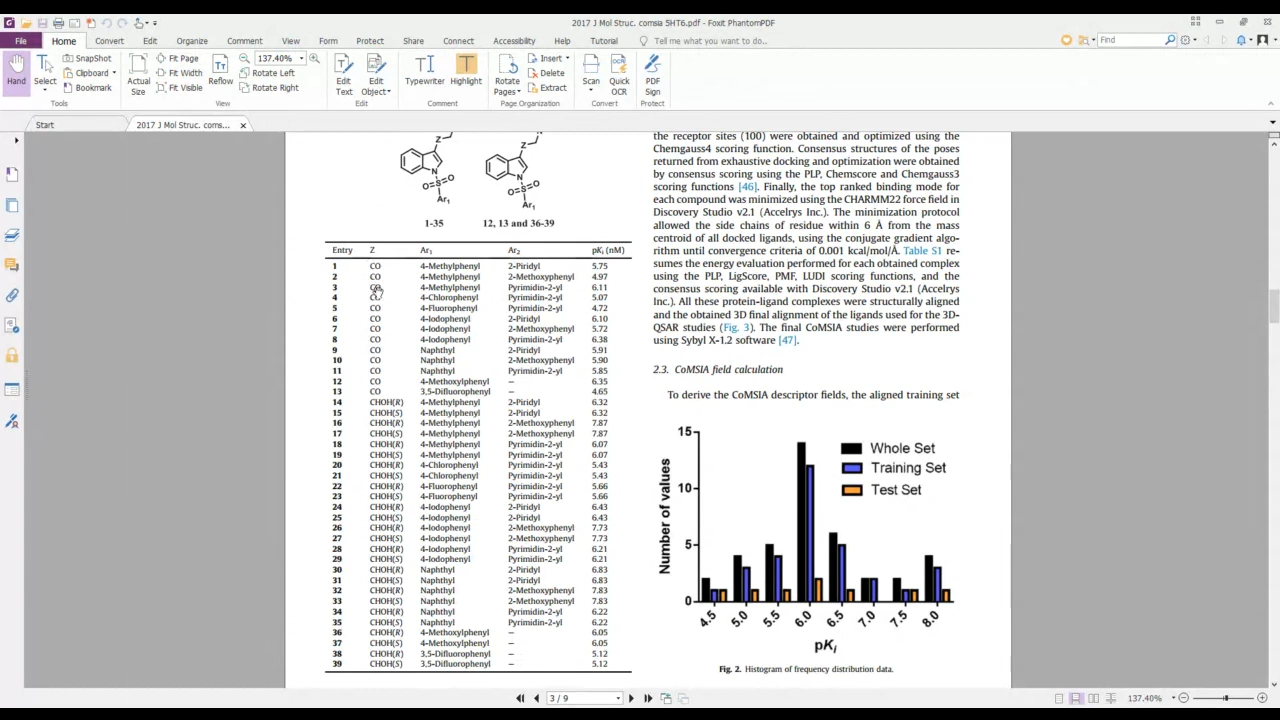 2017 J Mol Struc. comsia 5HT6.pdf - Foxit PhantomPDF
File Home Convert Edit Organize Comment View Form Protect Share Connect Accessibility Help Tutorial Tell me what you want to do... Find
Hand Select SnapShot Clipboard Bookmark
Tools
Actual Size Fit Page Fit Width Fit Visible Reflow 137.40% Rotate Left Rotate Right
View
Edit Text Edit Object
Edit
Typewriter Highlight
Comment
Rotate Pages Insert Delete Extract
Page Organization
Scan Quick OCR
Convert
PDF Sign
Protect
Start 2017 J Mol Struc. coms...
Z
N
O S O
Ar1
1-35
Z
N
O S O
Ar1
12, 13 and 36-39
Entry Z Ar1 Ar2 pKi (nM)
1 CO 4-Methylphenyl 2-Piridyl 5.75
2 CO 4-Methylphenyl 2-Methoxyphenyl 4.97
3 CO 4-Methylphenyl Pyrimidin-2-yl 6.11
4 CO 4-Chlorophenyl Pyrimidin-2-yl 5.07
5 CO 4-Fluorophenyl Pyrimidin-2-yl 4.72
6 CO 4-Iodophenyl 2-Piridyl 6.10
7 CO 4-Iodophenyl 2-Methoxyphenyl 5.72
8 CO 4-Iodophenyl Pyrimidin-2-yl 6.38
9 CO Naphthyl 2-Piridyl 5.91
10 CO Naphthyl 2-Methoxyphenyl 5.90
11 CO Naphthyl Pyrimidin-2-yl 5.85
12 CO 4-Methoxylphenyl – 6.35
13 CO 3,5-Difluorophenyl – 4.65
14 CHOH(R) 4-Methylphenyl 2-Piridyl 6.32
15 CHOH(S) 4-Methylphenyl 2-Piridyl 6.32
16 CHOH(R) 4-Methylphenyl 2-Methoxyphenyl 7.87
17 CHOH(S) 4-Methylphenyl 2-Methoxyphenyl 7.87
18 CHOH(R) 4-Methylphenyl Pyrimidin-2-yl 6.07
19 CHOH(S) 4-Methylphenyl Pyrimidin-2-yl 6.07
20 CHOH(R) 4-Chlorophenyl Pyrimidin-2-yl 5.43
21 CHOH(S) 4-Chlorophenyl Pyrimidin-2-yl 5.43
22 CHOH(R) 4-Fluorophenyl Pyrimidin-2-yl 5.66
23 CHOH(S) 4-Fluorophenyl Pyrimidin-2-yl 5.66
24 CHOH(R) 4-Iodophenyl 2-Piridyl 6.43
25 CHOH(S) 4-Iodophenyl 2-Piridyl 6.43
26 CHOH(R) 4-Iodophenyl 2-Methoxyphenyl 7.73
27 CHOH(S) 4-Iodophenyl 2-Methoxyphenyl 7.73
28 CHOH(R) 4-Iodophenyl Pyrimidin-2-yl 6.21
29 CHOH(S) 4-Iodophenyl Pyrimidin-2-yl 6.21
30 CHOH(R) Naphthyl 2-Piridyl 6.83
31 CHOH(S) Naphthyl 2-Piridyl 6.83
32 CHOH(R) Naphthyl 2-Methoxyphenyl 7.83
33 CHOH(S) Naphthyl 2-Methoxyphenyl 7.83
34 CHOH(R) Naphthyl Pyrimidin-2-yl 6.22
35 CHOH(S) Naphthyl Pyrimidin-2-yl 6.22
36 CHOH(R) 4-Methoxylphenyl – 6.05
37 CHOH(S) 4-Methoxylphenyl – 6.05
38 CHOH(R) 3,5-Difluorophenyl – 5.12
39 CHOH(S) 3,5-Difluorophenyl – 5.12
the receptor sites (100) were obtained and optimized using the
Chemgauss4 scoring function. Consensus structures of the poses
returned from exhaustive docking and optimization were obtained
by consensus scoring using the PLP, Chemscore and Chemgauss3
scoring functions [46]. Finally, the top ranked binding mode for
each compound was minimized using the CHARMM22 force field in
Discovery Studio v2.1 (Accelrys Inc.). The minimization protocol
allowed the side chains of residue within 6 Å from the mass
centroid of all docked ligands, using the conjugate gradient algo-
rithm until convergence criteria of 0.001 kcal/mol/Å. Table S1 re-
sumes the energy evaluation performed for each obtained complex
using the PLP, LigScore, PMF, LUDI scoring functions, and the
consensus scoring available with Discovery Studio v2.1 (Accelrys
Inc.). All these protein-ligand complexes were structurally aligned
and the obtained 3D final alignment of the ligands used for the 3D-
QSAR studies (Fig. 3). The final CoMSIA studies were performed
using Sybyl X-1.2 software [47].
2.3. CoMSIA field calculation
To derive the CoMSIA descriptor fields, the aligned training set
Number of values
15
10
5
0
Whole Set
Training Set
Test Set
4.5 5.0 5.5 6.0 6.5 7.0 7.5 8.0
pKi
Fig. 2. Histogram of frequency distribution data.
3 / 9 137.40%